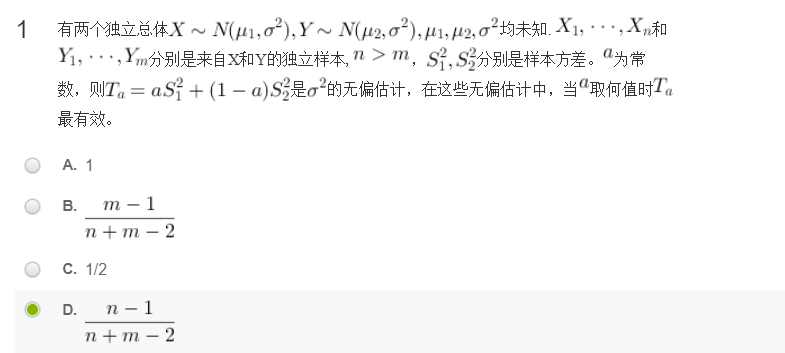 1 有两个独立总体X ~ N(μ₁,σ²),Y ~ N(μ₂,σ²),μ₁,μ₂,σ²均未知. X₁,···,Xₙ和
Y₁,···,Yₘ分别是来自X和Y的独立样本, n > m，S₁²,S₂²分别是样本方差。a为常
数，则Tₐ = aS₁² + (1 − a)S₂²是σ²的无偏估计，在这些无偏估计中，当a取何值时Tₐ
最有效。
A. 1
B. (m − 1)/(n + m − 2)
C. 1/2
D. (n − 1)/(n + m − 2)